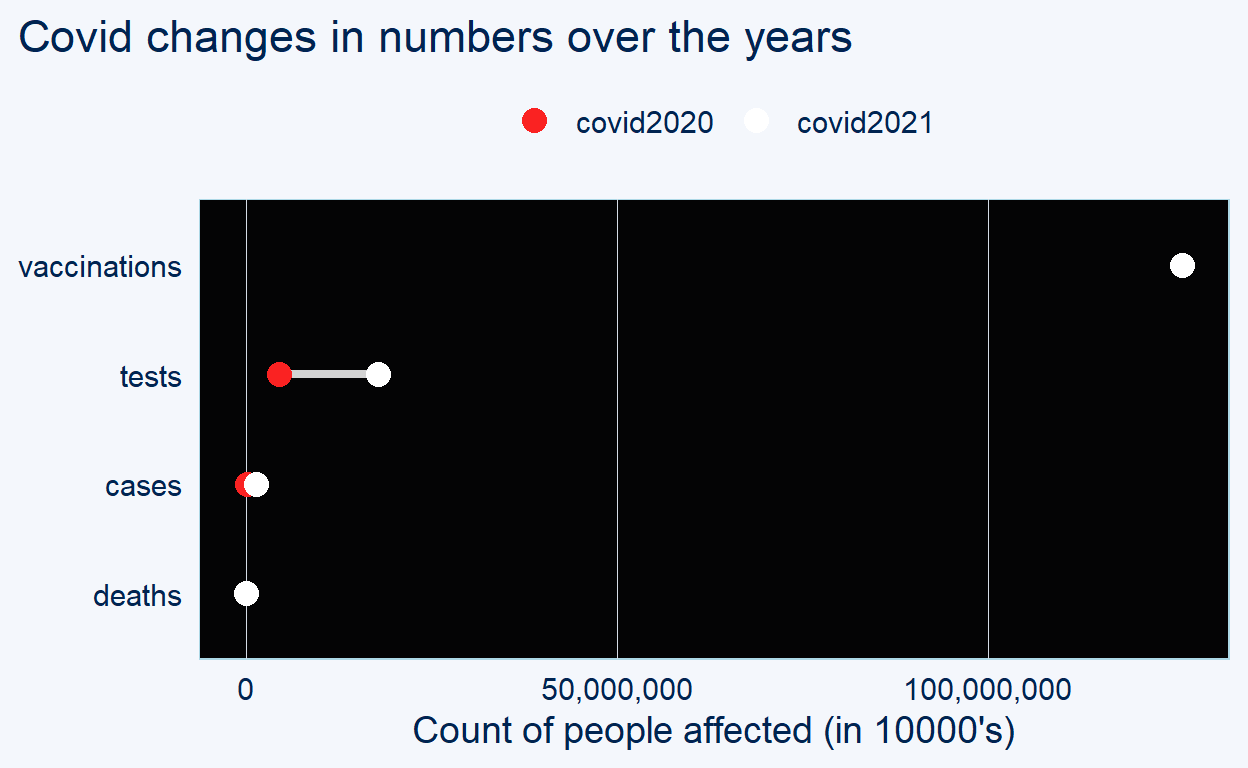 Covid changes in numbers over the years
covid2020 covid2021
vaccinations
tests
cases
deaths
0 50,000,000 100,000,000
Count of people affected (in 10000's)